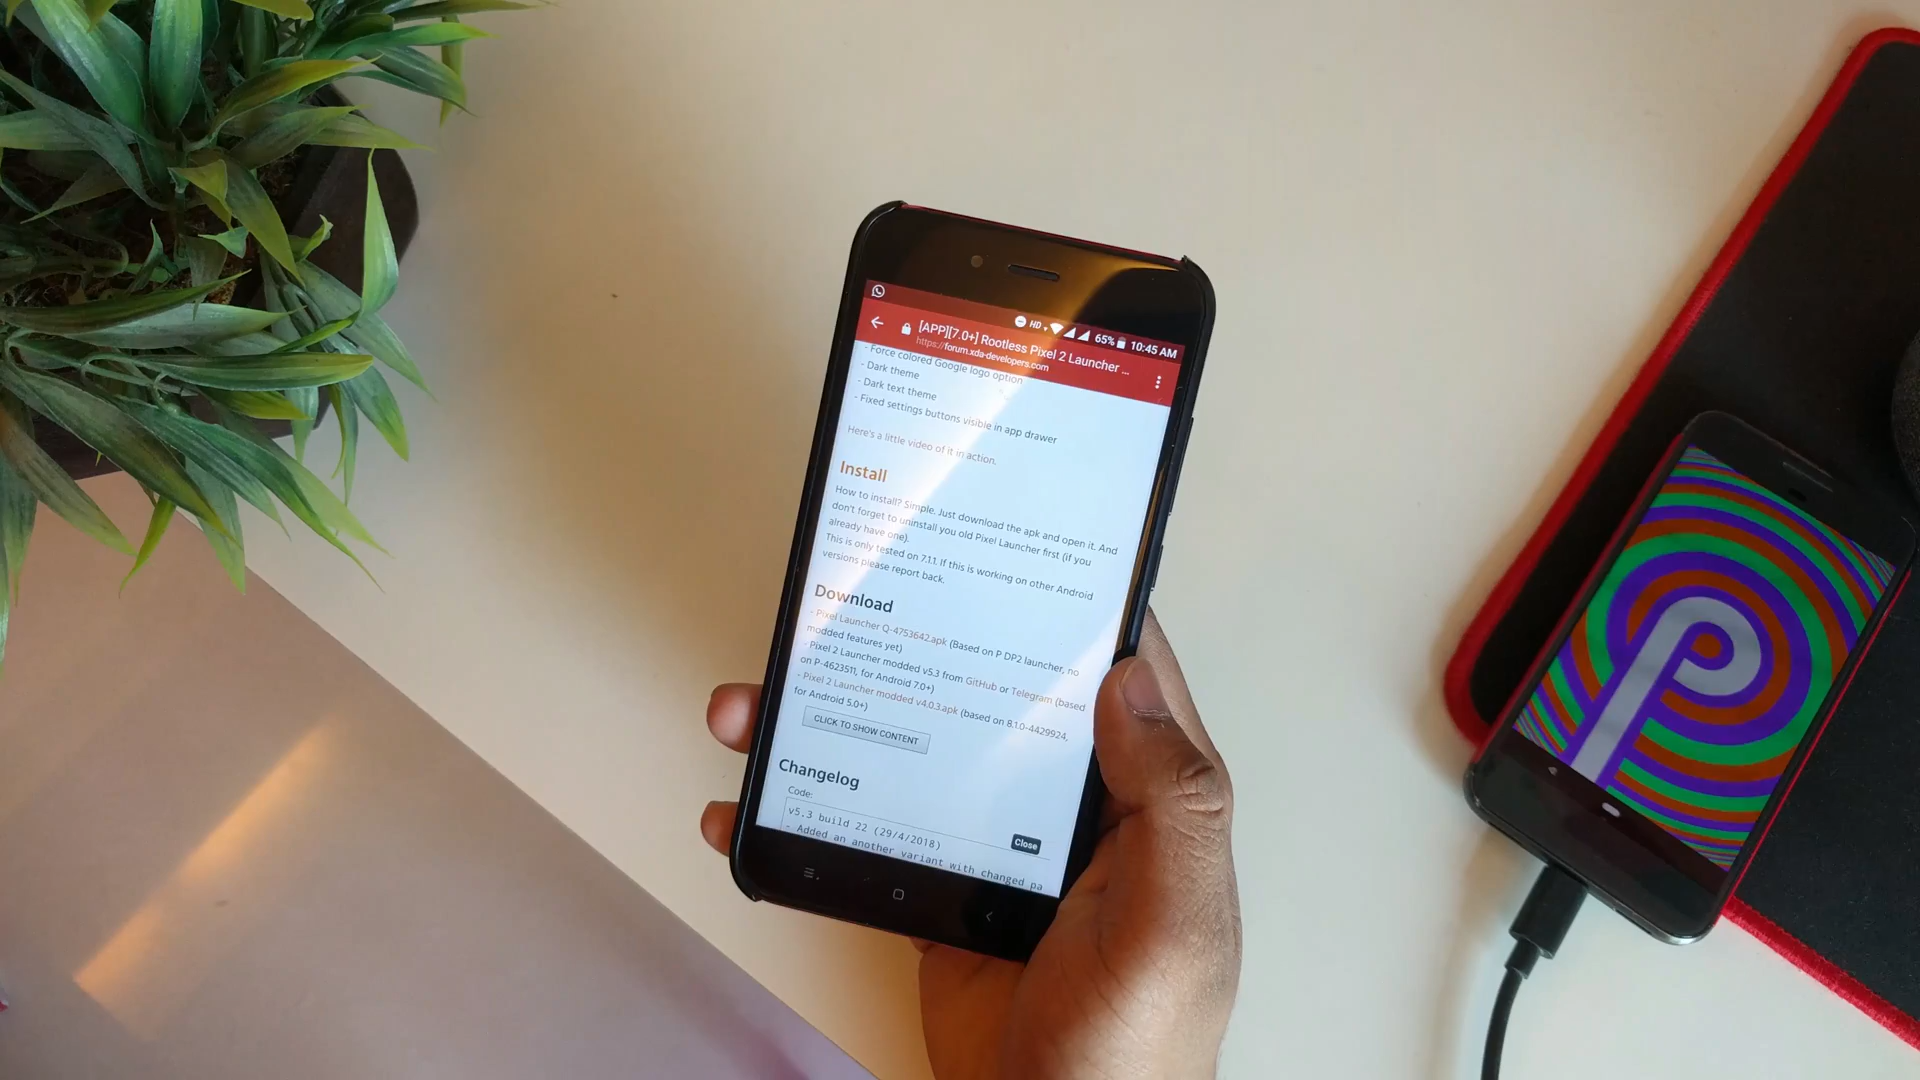 HD 65% 10:45 AM
[APP][7.0+] Rootless Pixel 2 Launcher ...
https://forum.xda-developers.com
- Force colored Google logo option
- Dark theme
- Dark text theme
- Fixed settings buttons visible in app drawer
Here's a little video of it in action.
Install
How to install? Simple. Just download the apk and open it. And
don't forget to uninstall you old Pixel Launcher first (if you
already have one).
This is only tested on 7.1.1. If this is working on other Android
versions please report back.
Download
- Pixel Launcher Q-4753642.apk (Based on P DP2 launcher, no
modded features yet)
- Pixel 2 Launcher modded v5.3 from GitHub or Telegram (based
on P-4623511, for Android 7.0+)
- Pixel 2 Launcher modded v4.0.3.apk (based on 8.1.0-4429924,
for Android 5.0+)
CLICK TO SHOW CONTENT
Changelog
Code:
v5.3 build 22 (29/4/2018)
- Added an another variant with changed pa
Close